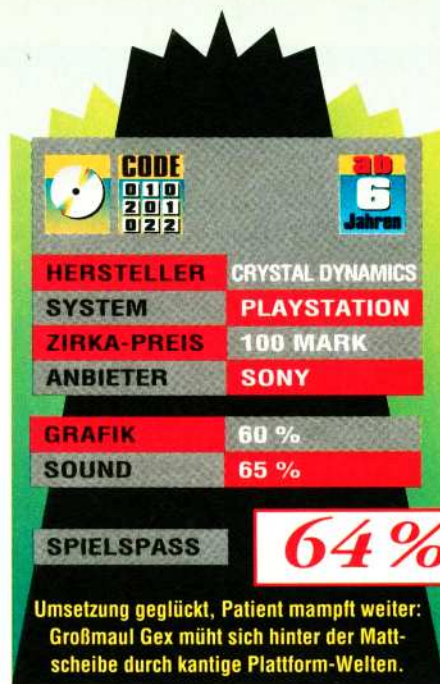 CODE
010
201
022
ab
6
Jahren
HERSTELLER CRYSTAL DYNAMICS
SYSTEM PLAYSTATION
ZIRKA-PREIS 100 MARK
ANBIETER SONY
GRAFIK 60 %
SOUND 65 %
SPIELSPASS 64%
Umsetzung geglückt, Patient mampft weiter:
Großmaul Gex müht sich hinter der Matt-
scheibe durch kantige Plattform-Welten.